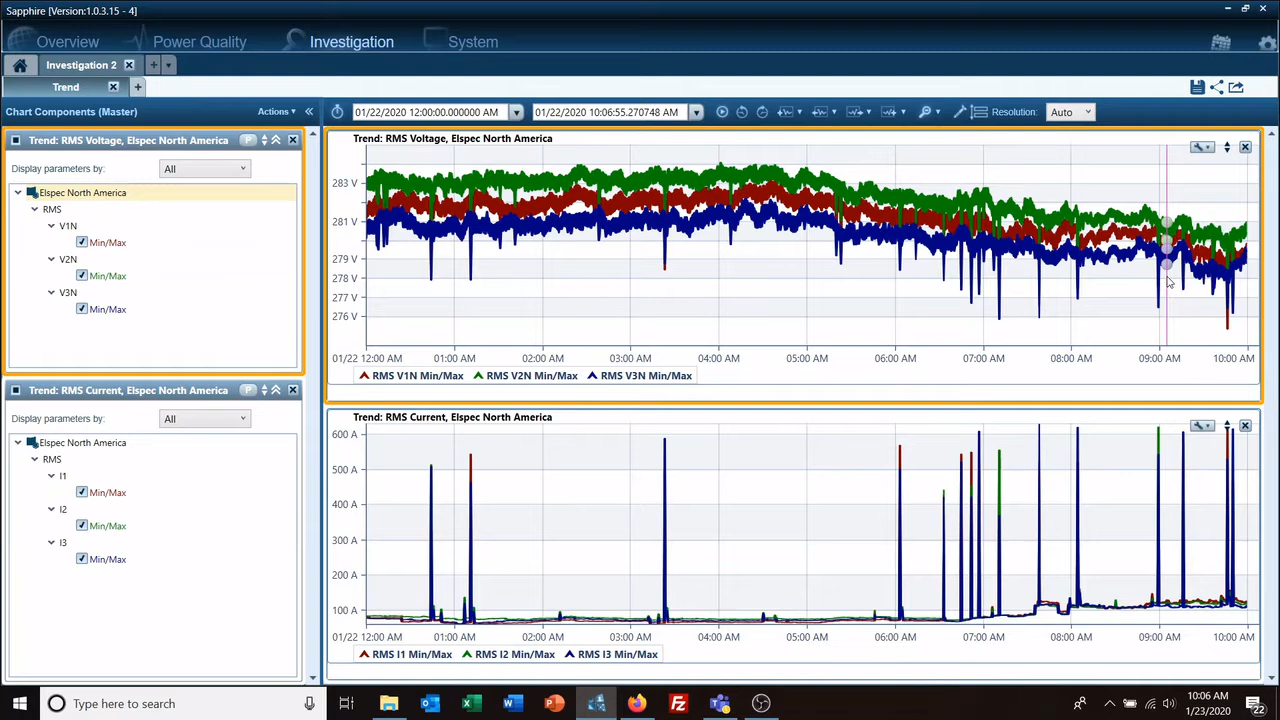 Sapphire [Version:1.0.3.15 - 4]
Overview Power Quality Investigation System
Investigation 2
Trend
Chart Components (Master) Actions
01/22/2020 12:00:00.000000 AM 01/22/2020 10:06:55.270748 AM Resolution: Auto
Trend: RMS Voltage, Elspec North America P
Display parameters by: All
Elspec North America
RMS
V1N
Min/Max
V2N
Min/Max
V3N
Min/Max
Trend: RMS Current, Elspec North America P
Display parameters by: All
Elspec North America
RMS
I1
Min/Max
I2
Min/Max
I3
Min/Max
Trend: RMS Voltage, Elspec North America
283 V
281 V
279 V
278 V
277 V
276 V
01/22 12:00 AM 01:00 AM 02:00 AM 03:00 AM 04:00 AM 05:00 AM 06:00 AM 07:00 AM 08:00 AM 09:00 AM 10:00 AM
RMS V1N Min/Max RMS V2N Min/Max RMS V3N Min/Max
Trend: RMS Current, Elspec North America
600 A
500 A
400 A
300 A
200 A
100 A
01/22 12:00 AM 01:00 AM 02:00 AM 03:00 AM 04:00 AM 05:00 AM 06:00 AM 07:00 AM 08:00 AM 09:00 AM 10:00 AM
RMS I1 Min/Max RMS I2 Min/Max RMS I3 Min/Max
Type here to search
10:06 AM
1/23/2020
22